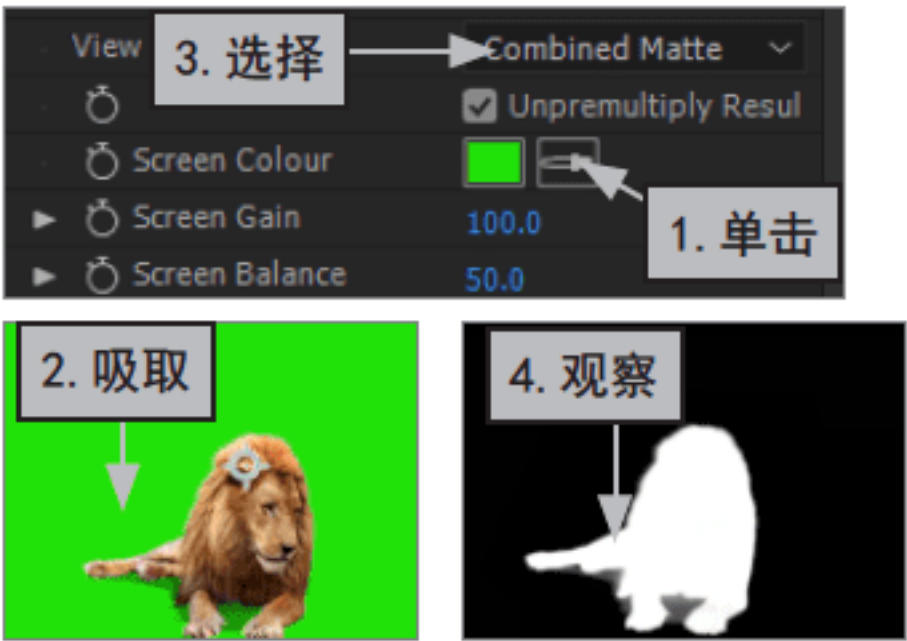 View
3. 选择
Combined Matte
Unpremultiply Resul
Screen Colour
Screen Gain
100.0
1. 单击
Screen Balance
50.0
2. 吸取
4. 观察